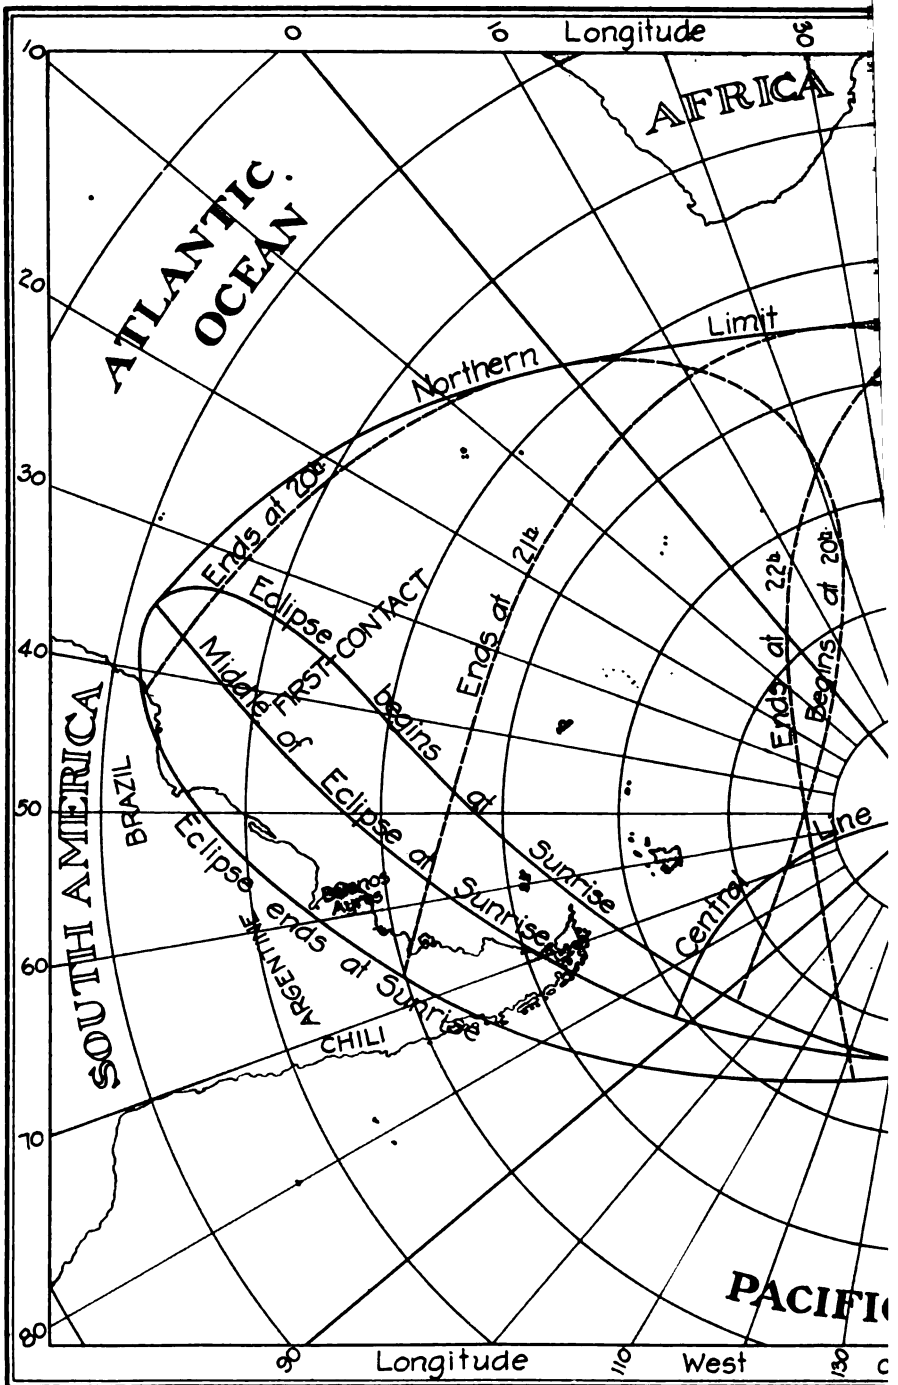 0 10 Longitude 30
10
AFRICA
ATLANTIC
OCEAN
20
Northern Limit
30
Ends at 20h.
Ends at 21h.
Ends at 22h.
Begins at 20h.
Eclipse begins at Sunrise
FIRST CONTACT
Middle of Eclipse at Sunrise
40
SOUTH AMERICA
BRAZIL
50
Eclipse ends at Sunrise
Central Line
Buenos
Ayres
ARGENTINE
CHILI
60
70
PACIFI
80
90 Longitude 110 West 130